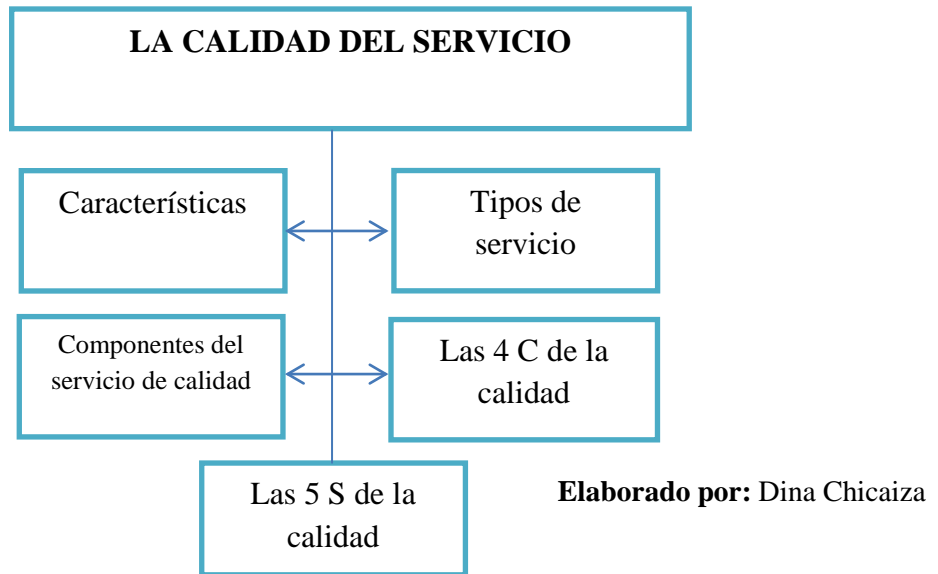 LA CALIDAD DEL SERVICIO
Características
Tipos de
servicio
Componentes del
servicio de calidad
Las 4 C de la
calidad
Las 5 S de la
calidad
Elaborado por: Dina Chicaiza